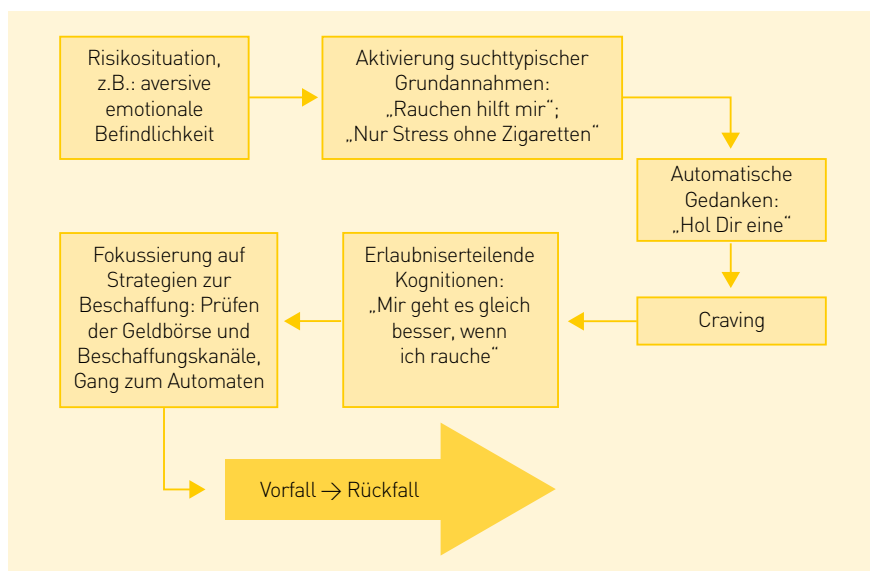 Risikosituation,
z.B.: aversive
emotionale
Befindlichkeit
Aktivierung suchttypischer
Grundannahmen:
„Rauchen hilft mir“;
„Nur Stress ohne Zigaretten“
Automatische
Gedanken:
„Hol Dir eine“
Craving
Erlaubniserteilende
Kognitionen:
„Mir geht es gleich
besser, wenn
ich rauche“
Fokussierung auf
Strategien zur
Beschaffung: Prüfen
der Geldbörse und
Beschaffungskanäle,
Gang zum Automaten
Vorfall → Rückfall